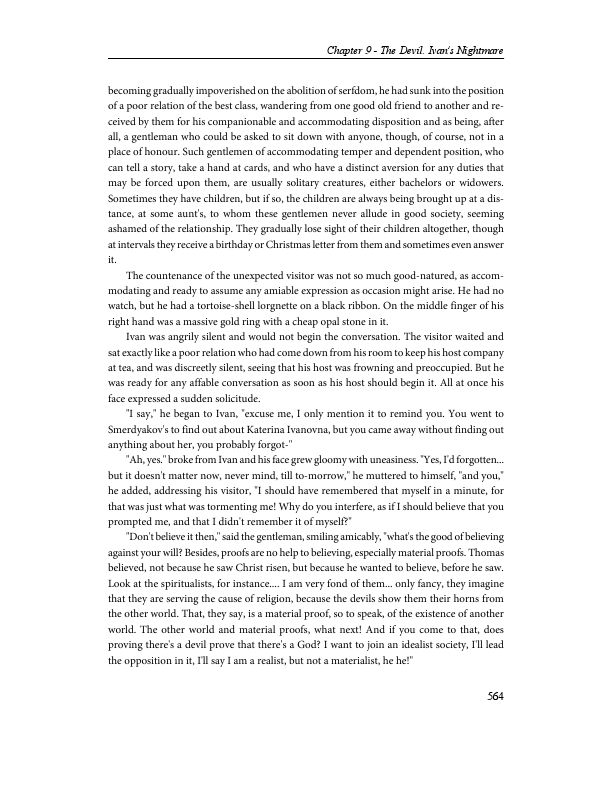 Chapter 9 - The Devil. Ivan's Nightmare
becoming gradually impoverished on the abolition of serfdom, he had sunk into the position
of a poor relation of the best class, wandering from one good old friend to another and re-
ceived by them for his companionable and accommodating disposition and as being, after
all, a gentleman who could be asked to sit down with anyone, though, of course, not in a
place of honour. Such gentlemen of accommodating temper and dependent position, who
can tell a story, take a hand at cards, and who have a distinct aversion for any duties that
may be forced upon them, are usually solitary creatures, either bachelors or widowers.
Sometimes they have children, but if so, the children are always being brought up at a dis-
tance, at some aunt's, to whom these gentlemen never allude in good society, seeming
ashamed of the relationship. They gradually lose sight of their children altogether, though
at intervals they receive a birthday or Christmas letter from them and sometimes even answer
it.
The countenance of the unexpected visitor was not so much good-natured, as accom-
modating and ready to assume any amiable expression as occasion might arise. He had no
watch, but he had a tortoise-shell lorgnette on a black ribbon. On the middle finger of his
right hand was a massive gold ring with a cheap opal stone in it.
Ivan was angrily silent and would not begin the conversation. The visitor waited and
sat exactly like a poor relation who had come down from his room to keep his host company
at tea, and was discreetly silent, seeing that his host was frowning and preoccupied. But he
was ready for any affable conversation as soon as his host should begin it. All at once his
face expressed a sudden solicitude.
"I say," he began to Ivan, "excuse me, I only mention it to remind you. You went to
Smerdyakov's to find out about Katerina Ivanovna, but you came away without finding out
anything about her, you probably forgot-"
"Ah, yes." broke from Ivan and his face grew gloomy with uneasiness. "Yes, I'd forgotten...
but it doesn't matter now, never mind, till to-morrow," he muttered to himself, "and you,"
he added, addressing his visitor, "I should have remembered that myself in a minute, for
that was just what was tormenting me! Why do you interfere, as if I should believe that you
prompted me, and that I didn't remember it of myself?"
"Don't believe it then," said the gentleman, smiling amicably, "what's the good of believing
against your will? Besides, proofs are no help to believing, especially material proofs. Thomas
believed, not because he saw Christ risen, but because he wanted to believe, before he saw.
Look at the spiritualists, for instance.... I am very fond of them... only fancy, they imagine
that they are serving the cause of religion, because the devils show them their horns from
the other world. That, they say, is a material proof, so to speak, of the existence of another
world. The other world and material proofs, what next! And if you come to that, does
proving there's a devil prove that there's a God? I want to join an idealist society, I'll lead
the opposition in it, I'll say I am a realist, but not a materialist, he he!"
564